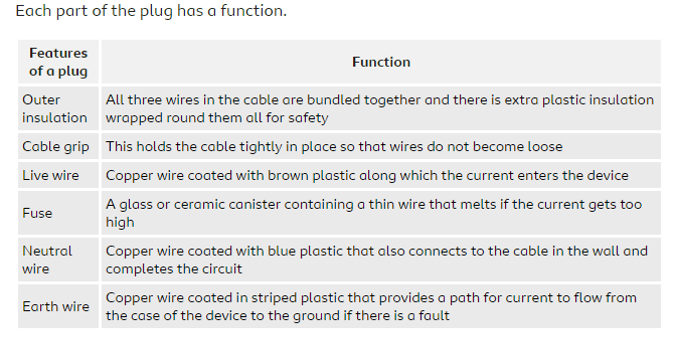 Each part of the plug has a function.
Features
of a plug
Function
Outer
insulation
All three wires in the cable are bundled together and there is extra plastic insulation
wrapped round them all for safety
Cable grip
This holds the cable tightly in place so that wires do not become loose
Live wire
Copper wire coated with brown plastic along which the current enters the device
Fuse
A glass or ceramic canister containing a thin wire that melts if the current gets too
high
Neutral
wire
Copper wire coated with blue plastic that also connects to the cable in the wall and
completes the circuit
Earth wire
Copper wire coated in striped plastic that provides a path for current to flow from
the case of the device to the ground if there is a fault